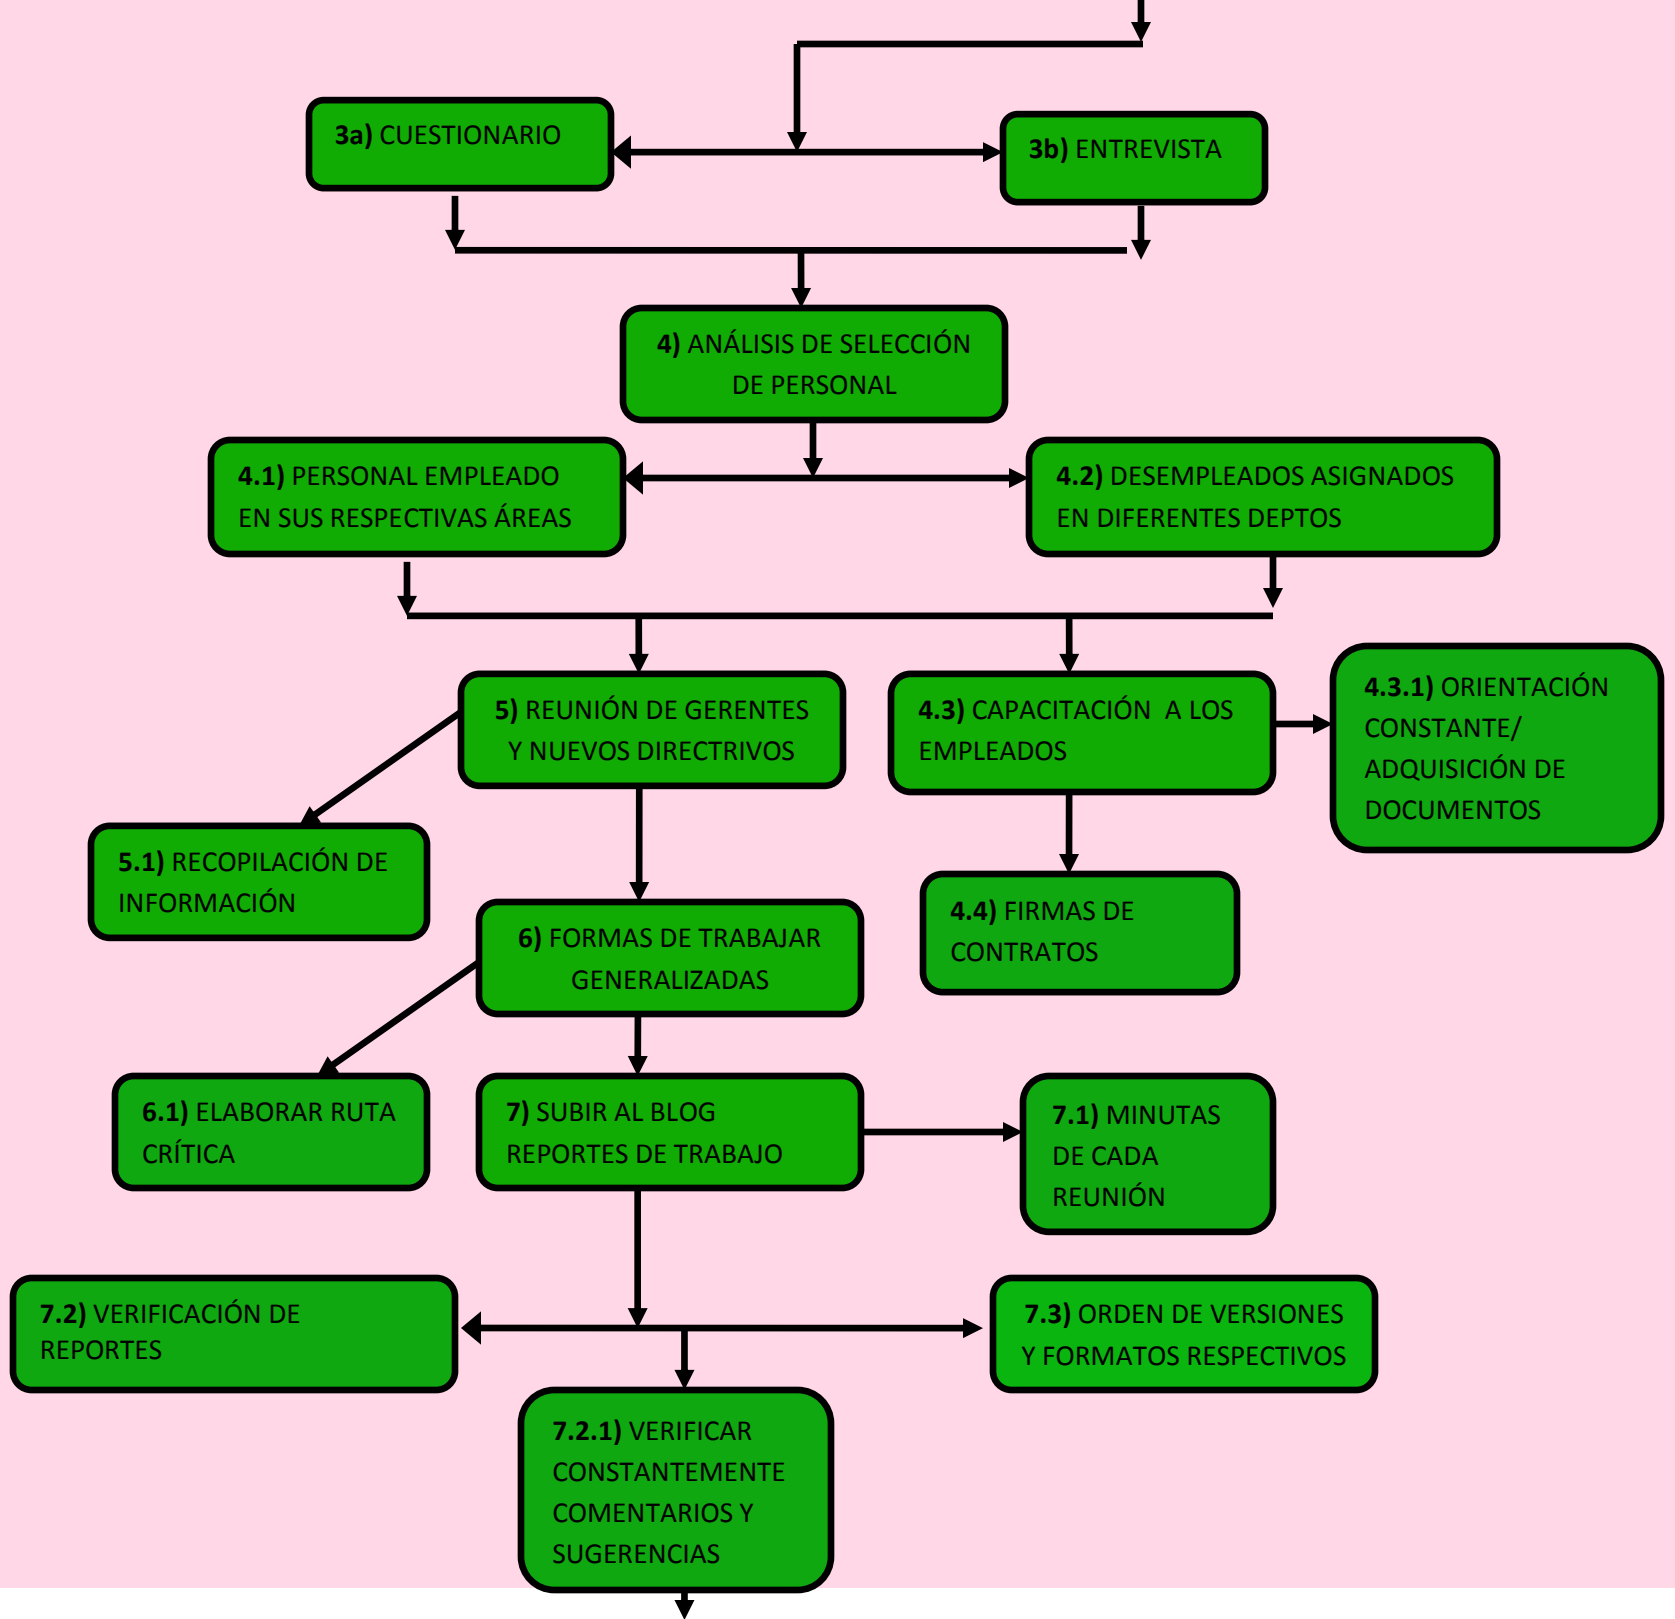 3a) CUESTIONARIO
3b) ENTREVISTA
4) ANÁLISIS DE SELECCIÓN
DE PERSONAL
4.1) PERSONAL EMPLEADO
EN SUS RESPECTIVAS ÁREAS
4.2) DESEMPLEADOS ASIGNADOS
EN DIFERENTES DEPTOS
5) REUNIÓN DE GERENTES
Y NUEVOS DIRECTRIVOS
4.3) CAPACITACIÓN  A LOS
EMPLEADOS
4.3.1) ORIENTACIÓN
CONSTANTE/
ADQUISICIÓN DE
DOCUMENTOS
5.1) RECOPILACIÓN DE
INFORMACIÓN
4.4) FIRMAS DE
CONTRATOS
6) FORMAS DE TRABAJAR
GENERALIZADAS
6.1) ELABORAR RUTA
CRÍTICA
7) SUBIR AL BLOG
REPORTES DE TRABAJO
7.1) MINUTAS
DE CADA
REUNIÓN
7.2) VERIFICACIÓN DE
REPORTES
7.3) ORDEN DE VERSIONES
Y FORMATOS RESPECTIVOS
7.2.1) VERIFICAR
CONSTANTEMENTE
COMENTARIOS Y
SUGERENCIAS